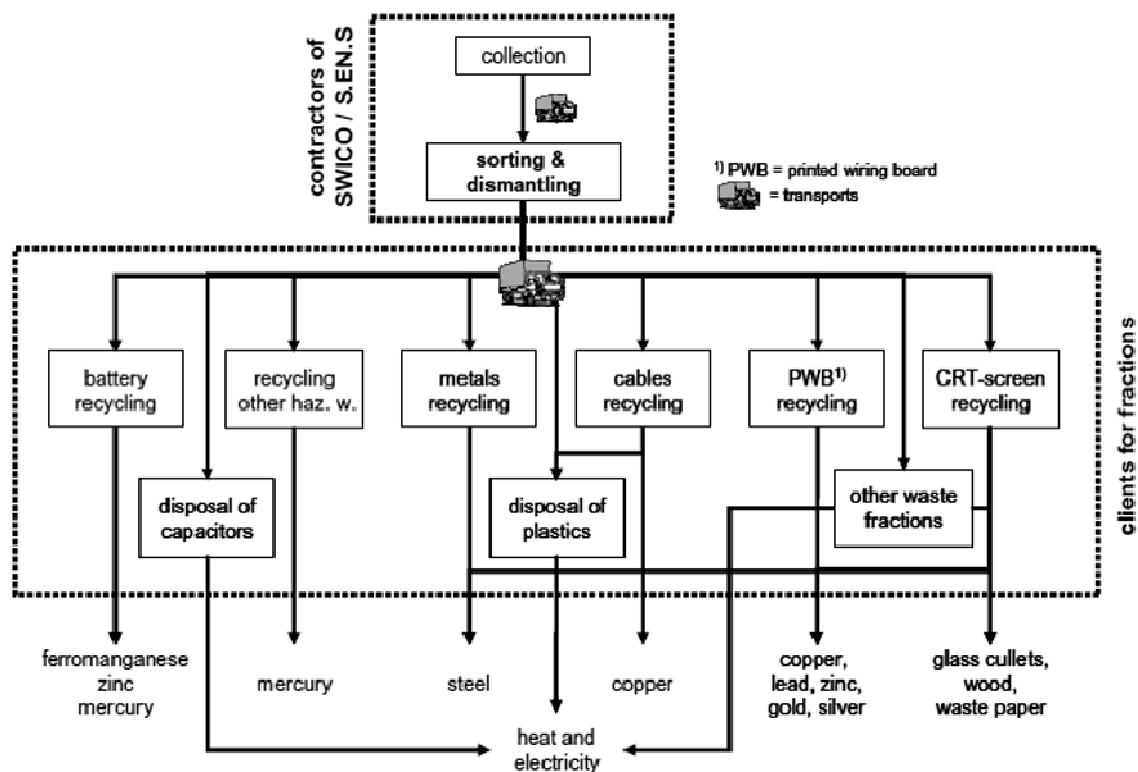 contractors of
SWICO / S.EN.S
collection
sorting &
dismantling
1) PWB = printed wiring board
= transports
clients for fractions
battery
recycling
recycling
other haz. w.
metals
recycling
cables
recycling
PWB1)
recycling
CRT-screen
recycling
disposal of
capacitors
disposal of
plastics
other waste
fractions
ferromanganese
zinc
mercury
mercury
steel
copper
copper,
lead, zinc,
gold, silver
glass cullets,
wood,
waste paper
heat and
electricity